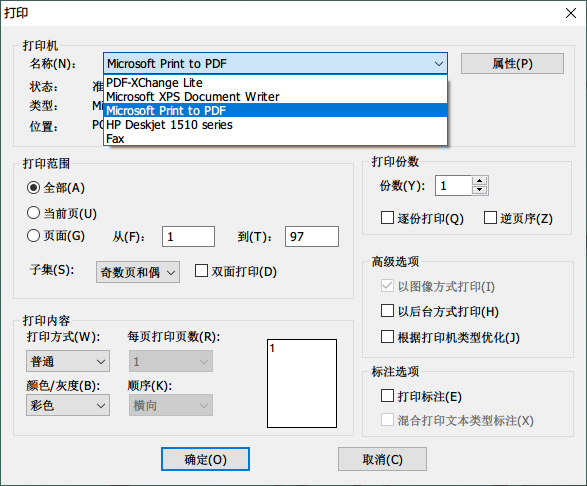 打印
打印机
名称(N):
Microsoft Print to PDF
属性(P)
PDF-XChange Lite
Microsoft XPS Document Writer
Microsoft Print to PDF
HP Deskjet 1510 series
Fax
状态:
类型:
位置:
打印范围
全部(A)
当前页(U)
页面(G)
从(F):
1
到(T):
97
子集(S):
奇数页和偶
双面打印(D)
打印份数
份数(Y):
1
逐份打印(Q)
逆页序(Z)
高级选项
以图像方式打印(I)
以后台方式打印(H)
根据打印机类型优化(J)
打印内容
打印方式(W):
每页打印页数(R):
普通
1
颜色/灰度(B):
顺序(K):
彩色
横向
1
标注选项
打印标注(E)
混合打印文本类型标注(X)
确定(O)
取消(C)